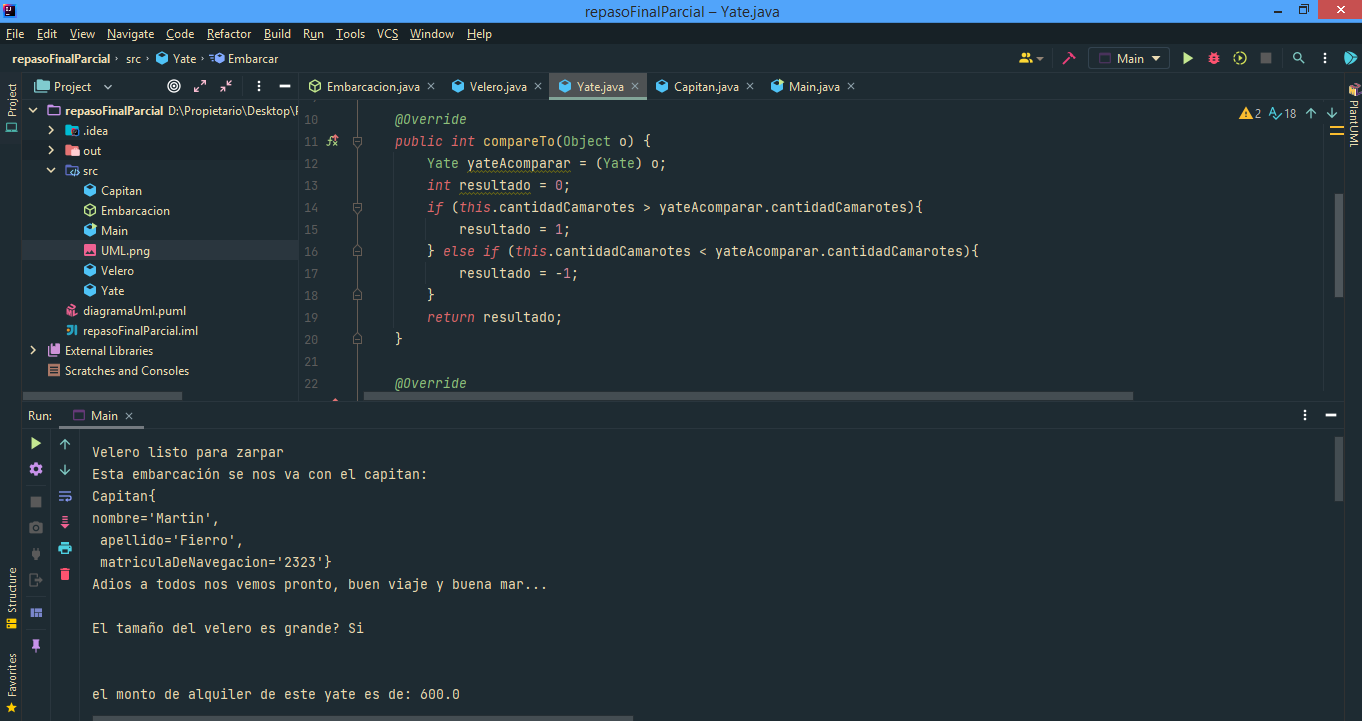 repasoFinalParcial – Yate.java
File Edit View Navigate Code Refactor Build Run Tools VCS Window Help
repasoFinalParcial src Yate Embarcar
Main
Project
Project
Embarcacion.java
Velero.java
Yate.java
Capitan.java
Main.java
repasoFinalParcial D:\Propietario\Desktop\
.idea
out
src
Capitan
Embarcacion
Main
UML.png
Velero
Yate
diagramaUml.puml
repasoFinalParcial.iml
External Libraries
Scratches and Consoles
2 18
PlantUML
10 @Override
11 public int compareTo(Object o) {
12 Yate yateAcomparar = (Yate) o;
13 int resultado = 0;
14 if (this.cantidadCamarotes > yateAcomparar.cantidadCamarotes){
15 resultado = 1;
16 } else if (this.cantidadCamarotes < yateAcomparar.cantidadCamarotes){
17 resultado = -1;
18 }
19 return resultado;
20 }
21
22 @Override
Run: Main
Velero listo para zarpar
Esta embarcación se nos va con el capitan:
Capitan{
nombre='Martin',
apellido='Fierro',
matriculaDeNavegacion='2323'}
Adios a todos nos vemos pronto, buen viaje y buena mar...
El tamaño del velero es grande? Si
el monto de alquiler de este yate es de: 600.0
Structure
Favorites